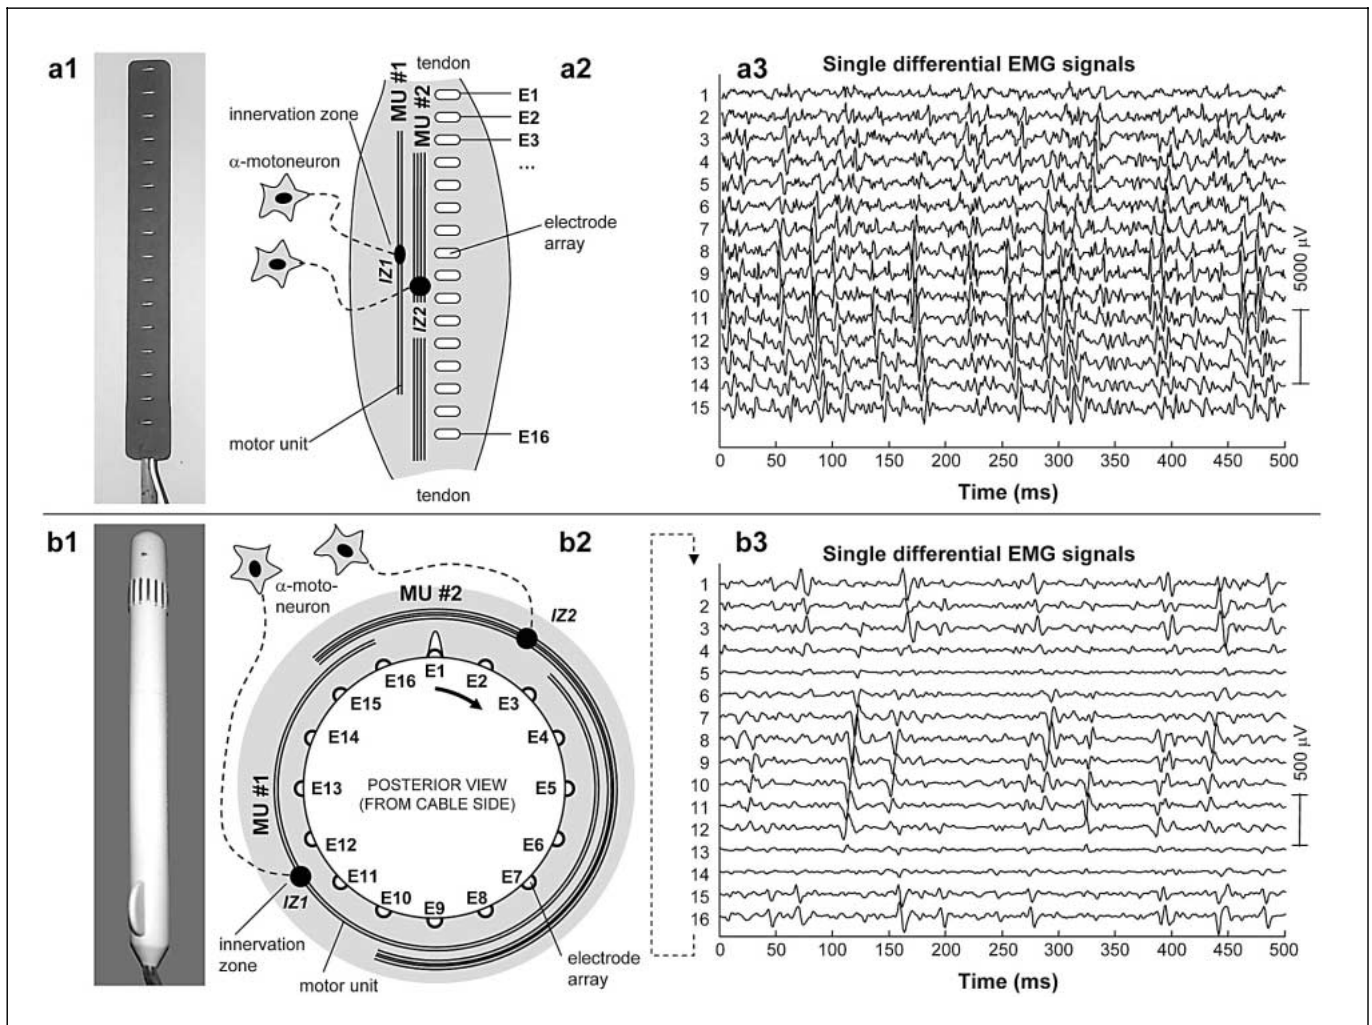 a1
MU #1
MU #2
tendon
a2
innervation zone
α-motoneuron
E1
E2
E3
...
electrode array
IZ1
IZ2
motor unit
E16
tendon
a3
Single differential EMG signals
1
2
3
4
5
6
7
8
9
10
11
12
13
14
15
5000 μV
0 50 100 150 200 250 300 350 400 450 500
Time (ms)
b1
α-moto-
neuron
b2
MU #2
IZ2
E1
E2
E3
E4
E5
E6
E7
E8
E9
E10
E11
E12
E13
E14
E15
E16
POSTERIOR VIEW
(FROM CABLE SIDE)
MU #1
IZ1
innervation
zone
motor unit
electrode
array
b3
Single differential EMG signals
1
2
3
4
5
6
7
8
9
10
11
12
13
14
15
16
500 μV
0 50 100 150 200 250 300 350 400 450 500
Time (ms)